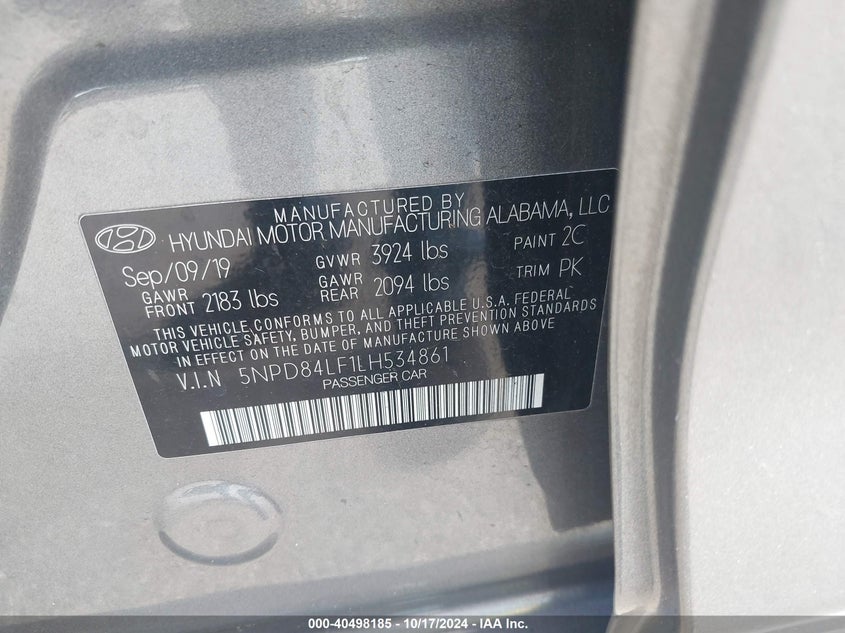 MANUFACTURED BY
HYUNDAI MOTOR MANUFACTURING ALABAMA, LLC
Sep/09/19 GVWR 3924 lbs PAINT 2C
GAWR FRONT 2183 lbs GAWR REAR 2094 lbs TRIM PK
THIS VEHICLE CONFORMS TO ALL APPLICABLE U.S.A. FEDERAL
MOTOR VEHICLE SAFETY, BUMPER, AND THEFT PREVENTION STANDARDS
IN EFFECT ON THE DATE OF MANUFACTURE SHOWN ABOVE
V.I.N 5NPD84LF1LH534861
PASSENGER CAR
000-40498185 - 10/17/2024 - IAA Inc.